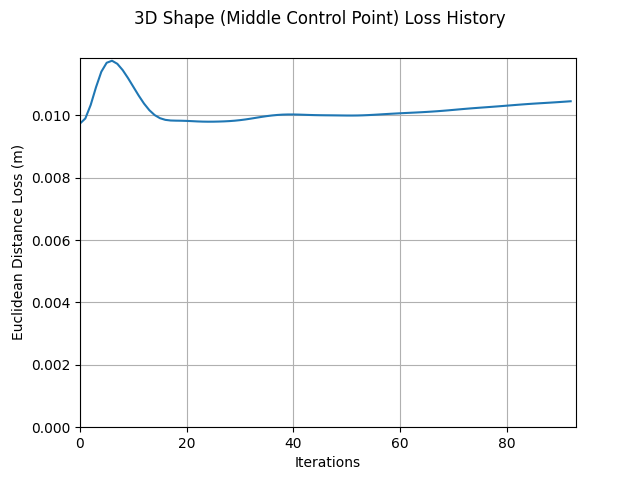 3D Shape (Middle Control Point) Loss History
0.010
0.008
0.006
0.004
0.002
0.000
Euclidean Distance Loss (m)
0 20 40 60 80
Iterations